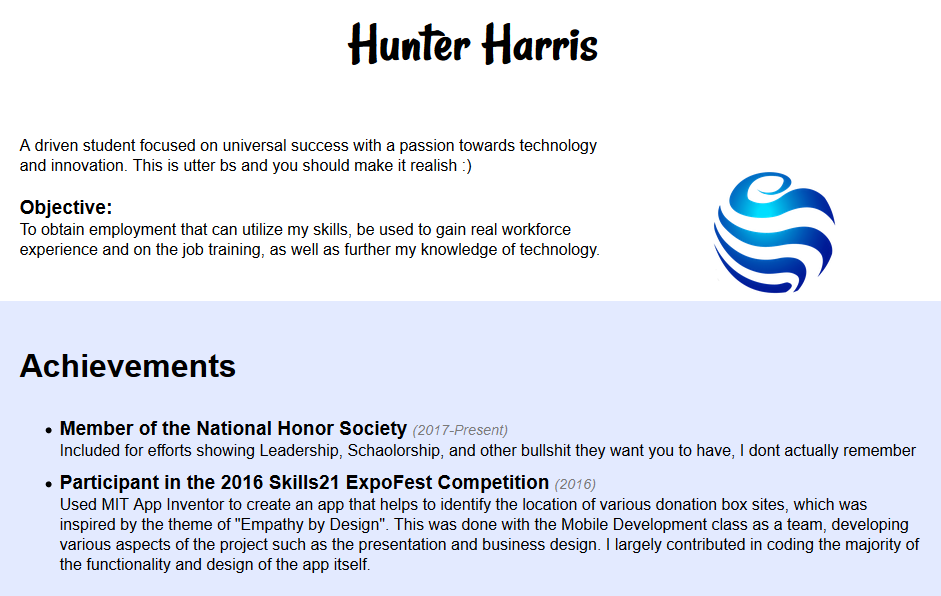 Hunter Harris
A driven student focused on universal success with a passion towards technology
and innovation. This is utter bs and you should make it realish :)
Objective:
To obtain employment that can utilize my skills, be used to gain real workforce
experience and on the job training, as well as further my knowledge of technology.
Achievements
• Member of the National Honor Society (2017-Present)
Included for efforts showing Leadership, Schaolorship, and other bullshit they want you to have, I dont actually remember
• Participant in the 2016 Skills21 ExpoFest Competition (2016)
Used MIT App Inventor to create an app that helps to identify the location of various donation box sites, which was
inspired by the theme of "Empathy by Design". This was done with the Mobile Development class as a team, developing
various aspects of the project such as the presentation and business design. I largely contributed in coding the majority of
the functionality and design of the app itself.